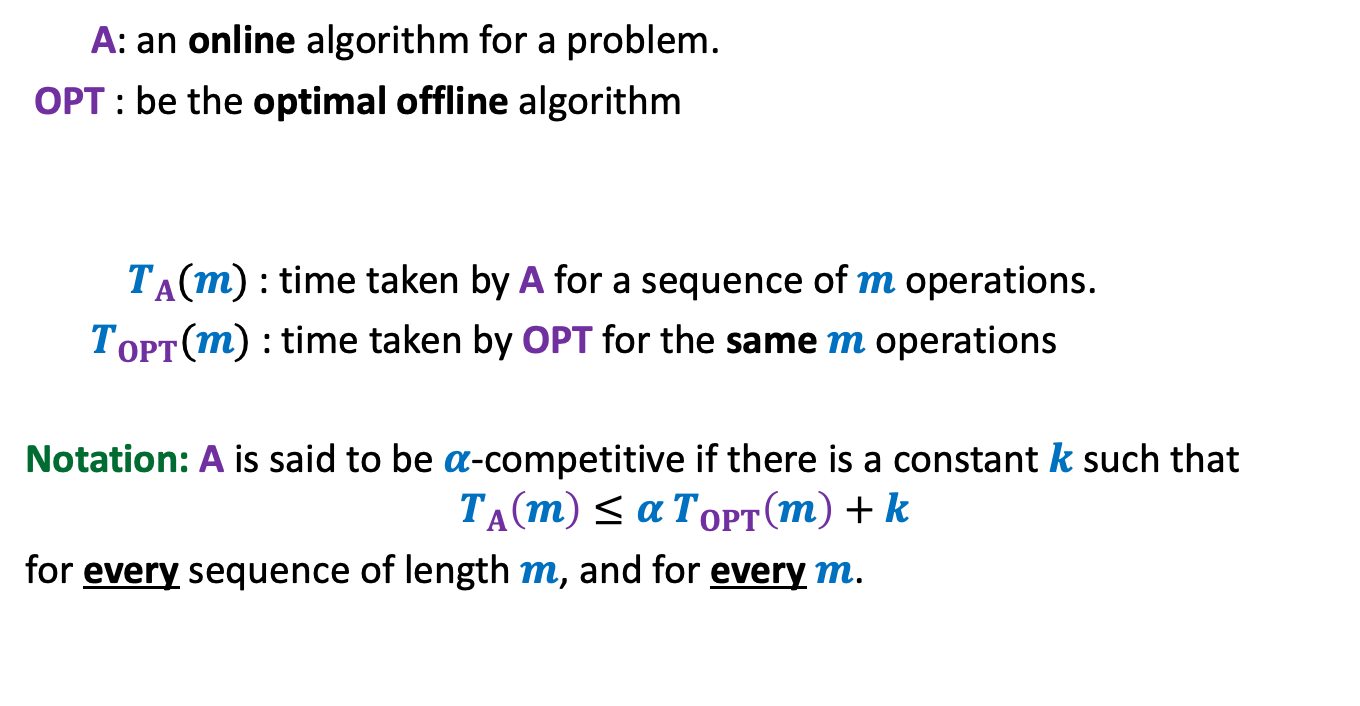 A: an online algorithm for a problem.
OPT : be the optimal offline algorithm
T_A(m) : time taken by A for a sequence of m operations.
T_OPT(m) : time taken by OPT for the same m operations
Notation: A is said to be α-competitive if there is a constant k such that
T_A(m) ≤ α T_OPT(m) + k
for every sequence of length m, and for every m.